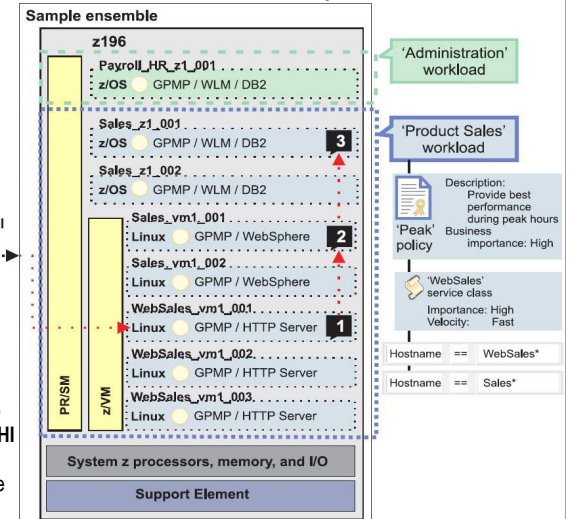 Sample ensemble
z196
Payroll_HR_z1_001
z/OS GPMP / WLM / DB2
Sales_z1_001
z/OS GPMP / WLM / DB2
3
Sales_z1_002
z/OS GPMP / WLM / DB2
Sales_vm1_001
Linux GPMP / WebSphere
2
Sales_vm1_002
Linux GPMP / WebSphere
WebSales_vm1_001
Linux GPMP / HTTP Server
1
WebSales_vm1_002
Linux GPMP / HTTP Server
WebSales_vm1_003
Linux GPMP / HTTP Server
PR/SM
z/VM
System z processors, memory, and I/O
Support Element
'Administration'
workload
'Product Sales'
workload
'Peak'
policy
Description:
Provide best
performance
during peak hours
Business
importance: High
'WebSales'
service class
Importance: High
Velocity: Fast
Hostname == WebSales*
Hostname == Sales*
HI